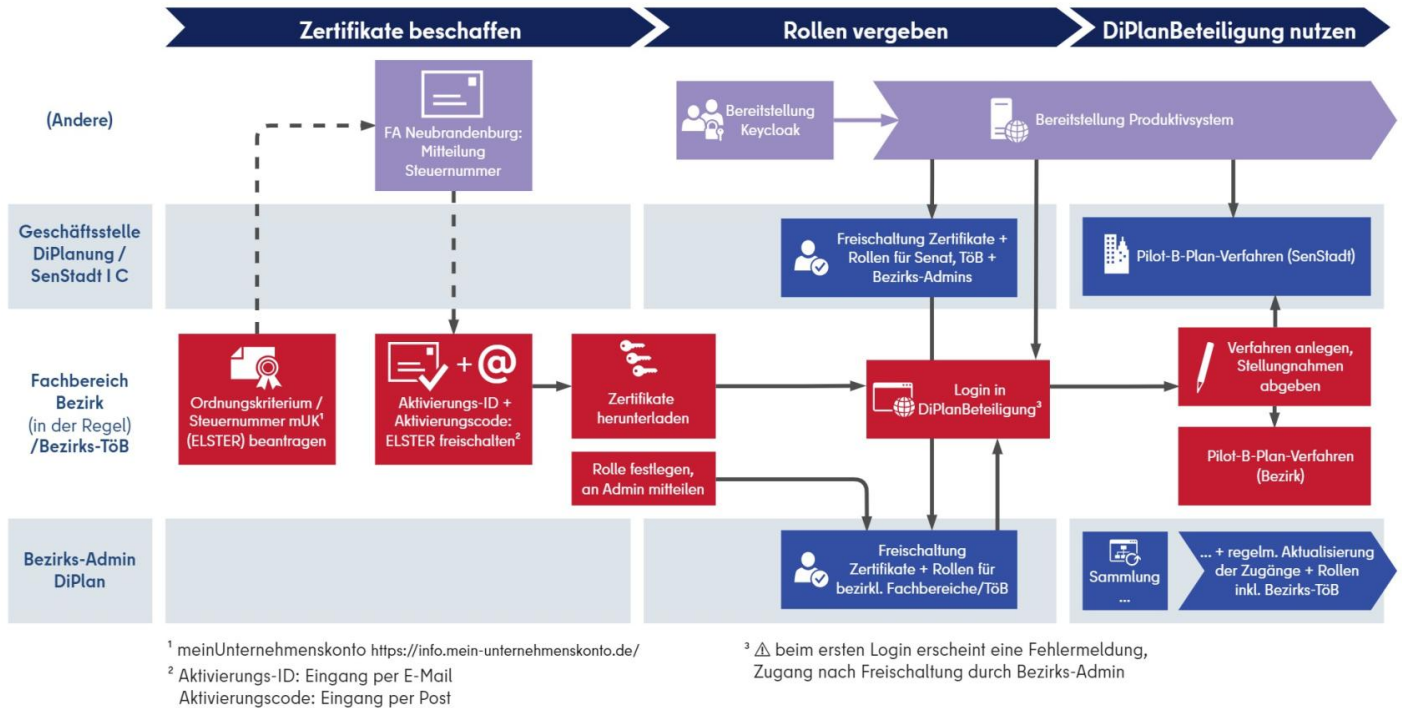 Zertifikate beschaffen
Rollen vergeben
DiPlanBeteiligung nutzen
(Andere)
FA Neubrandenburg:
Mitteilung
Steuernummer
Bereitstellung
Keycloak
Bereitstellung Produktivsystem
Geschäftsstelle
DiPlanung /
SenStadt I C
Freischaltung Zertifikate +
Rollen für Senat, TöB +
Bezirks-Admins
Pilot-B-Plan-Verfahren (SenStadt)
Fachbereich
Bezirk
(in der Regel)
/Bezirks-TöB
Ordnungskriterium /
Steuernummer mUK¹
(ELSTER) beantragen
+ @
Aktivierungs-ID +
Aktivierungscode:
ELSTER freischalten²
Zertifikate
herunterladen
Rolle festlegen,
an Admin mitteilen
Login in
DiPlanBeteiligung³
Verfahren anlegen,
Stellungnahmen
abgeben
Pilot-B-Plan-Verfahren
(Bezirk)
Bezirks-Admin
DiPlan
Freischaltung
Zertifikate + Rollen für
bezirkl. Fachbereiche/TöB
Sammlung
...
... + regelm. Aktualisierung
der Zugänge + Rollen
inkl. Bezirks-TöB
¹ meinUnternehmenskonto https://info.mein-unternehmenskonto.de/
² Aktivierungs-ID: Eingang per E-Mail
Aktivierungscode: Eingang per Post
³ ⚠ beim ersten Login erscheint eine Fehlermeldung,
Zugang nach Freischaltung durch Bezirks-Admin